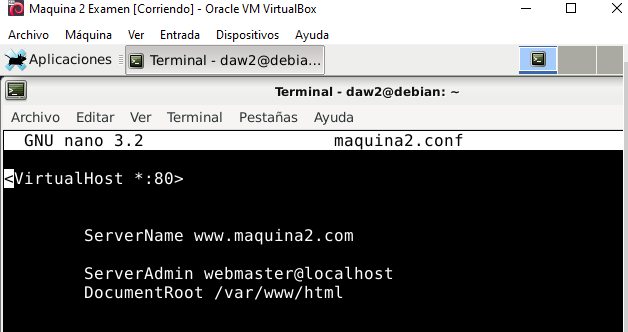 Maquina 2 Examen [Corriendo] - Oracle VM VirtualBox
Archivo Máquina Ver Entrada Dispositivos Ayuda
Aplicaciones Terminal - daw2@debia...
Terminal - daw2@debian: ~
Archivo Editar Ver Terminal Pestañas Ayuda
GNU nano 3.2 maquina2.conf
<VirtualHost *:80>
ServerName www.maquina2.com
ServerAdmin webmaster@localhost
DocumentRoot /var/www/html